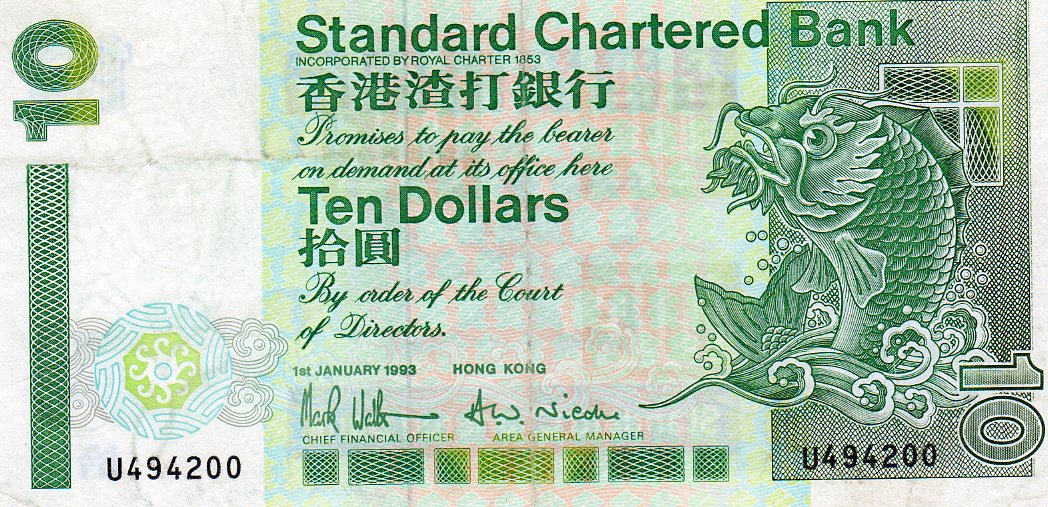 10
Standard Chartered Bank
INCORPORATED BY ROYAL CHARTER 1853
香港渣打銀行
Promises to pay the bearer
on demand at its office here
Ten Dollars
拾圓
By order of the Court
of Directors.
1st JANUARY 1993 HONG KONG
CHIEF FINANCIAL OFFICER AREA GENERAL MANAGER
U494200 U494200
10